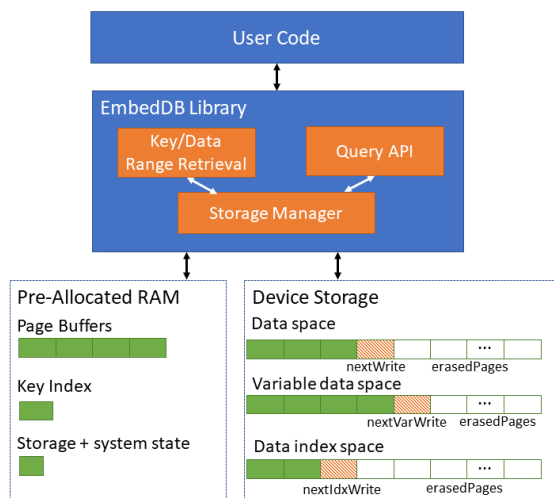 User Code
EmbedDB Library
Key/Data
Range Retrieval
Query API
Storage Manager
Pre-Allocated RAM
Page Buffers
Key Index
Storage + system state
Device Storage
Data space
...
nextWrite
erasedPages
Variable data space
...
nextVarWrite
erasedPages
Data index space
...
nextIdxWrite
erasedPages